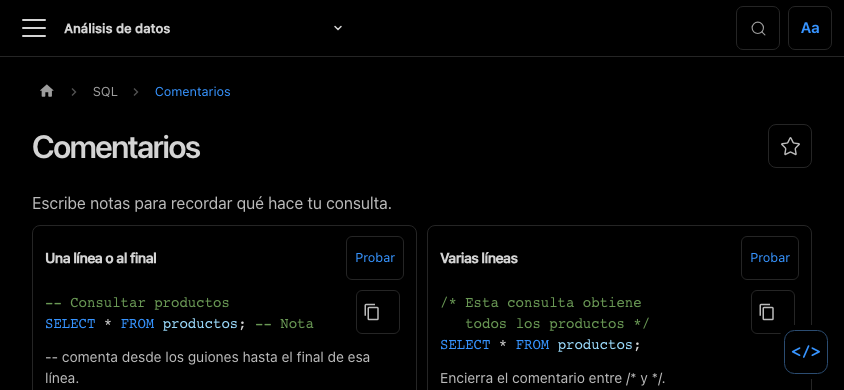 Análisis de datos
Aa
SQL
Comentarios
Comentarios
Escribe notas para recordar qué hace tu consulta.
Una línea o al final
Probar
-- Consultar productos
SELECT * FROM productos; -- Nota
-- comenta desde los guiones hasta el final de esa
línea.
Varias líneas
Probar
/* Esta consulta obtiene
todos los productos */
SELECT * FROM productos;
Encierra el comentario entre /* y */.
</>